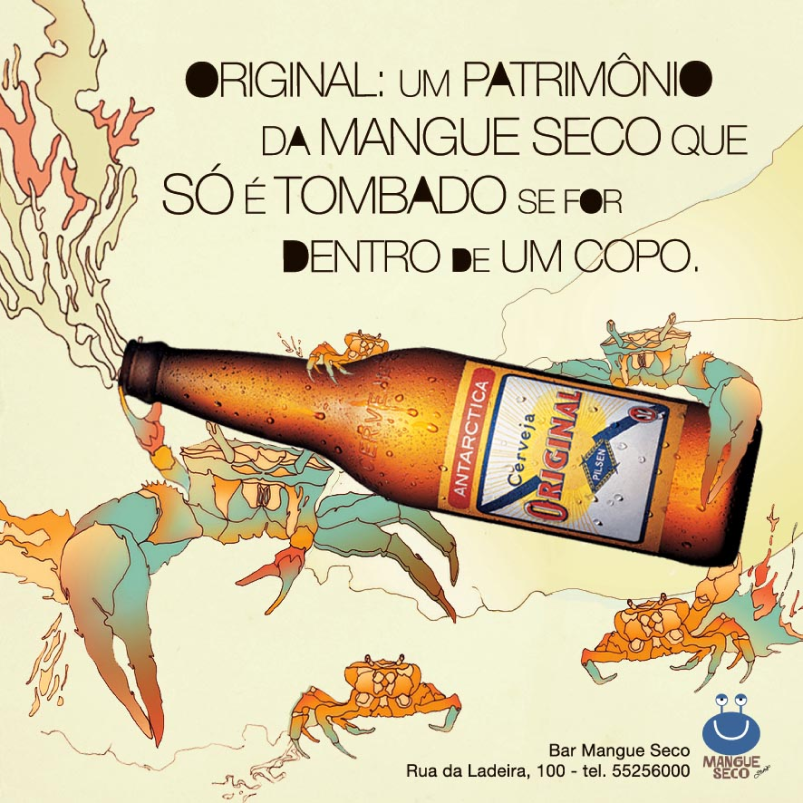 ORIGINAL: UM PATRIMÔNIO
DA MANGUE SECO QUE
SÓ É TOMBADO SE FOR
DENTRO DE UM COPO.
CERVEJA
ANTARCTICA
Cerveja
ORIGINAL
PILSEN
Bar Mangue Seco
Rua da Ladeira, 100 - tel. 55256000
MANGUE
SECO